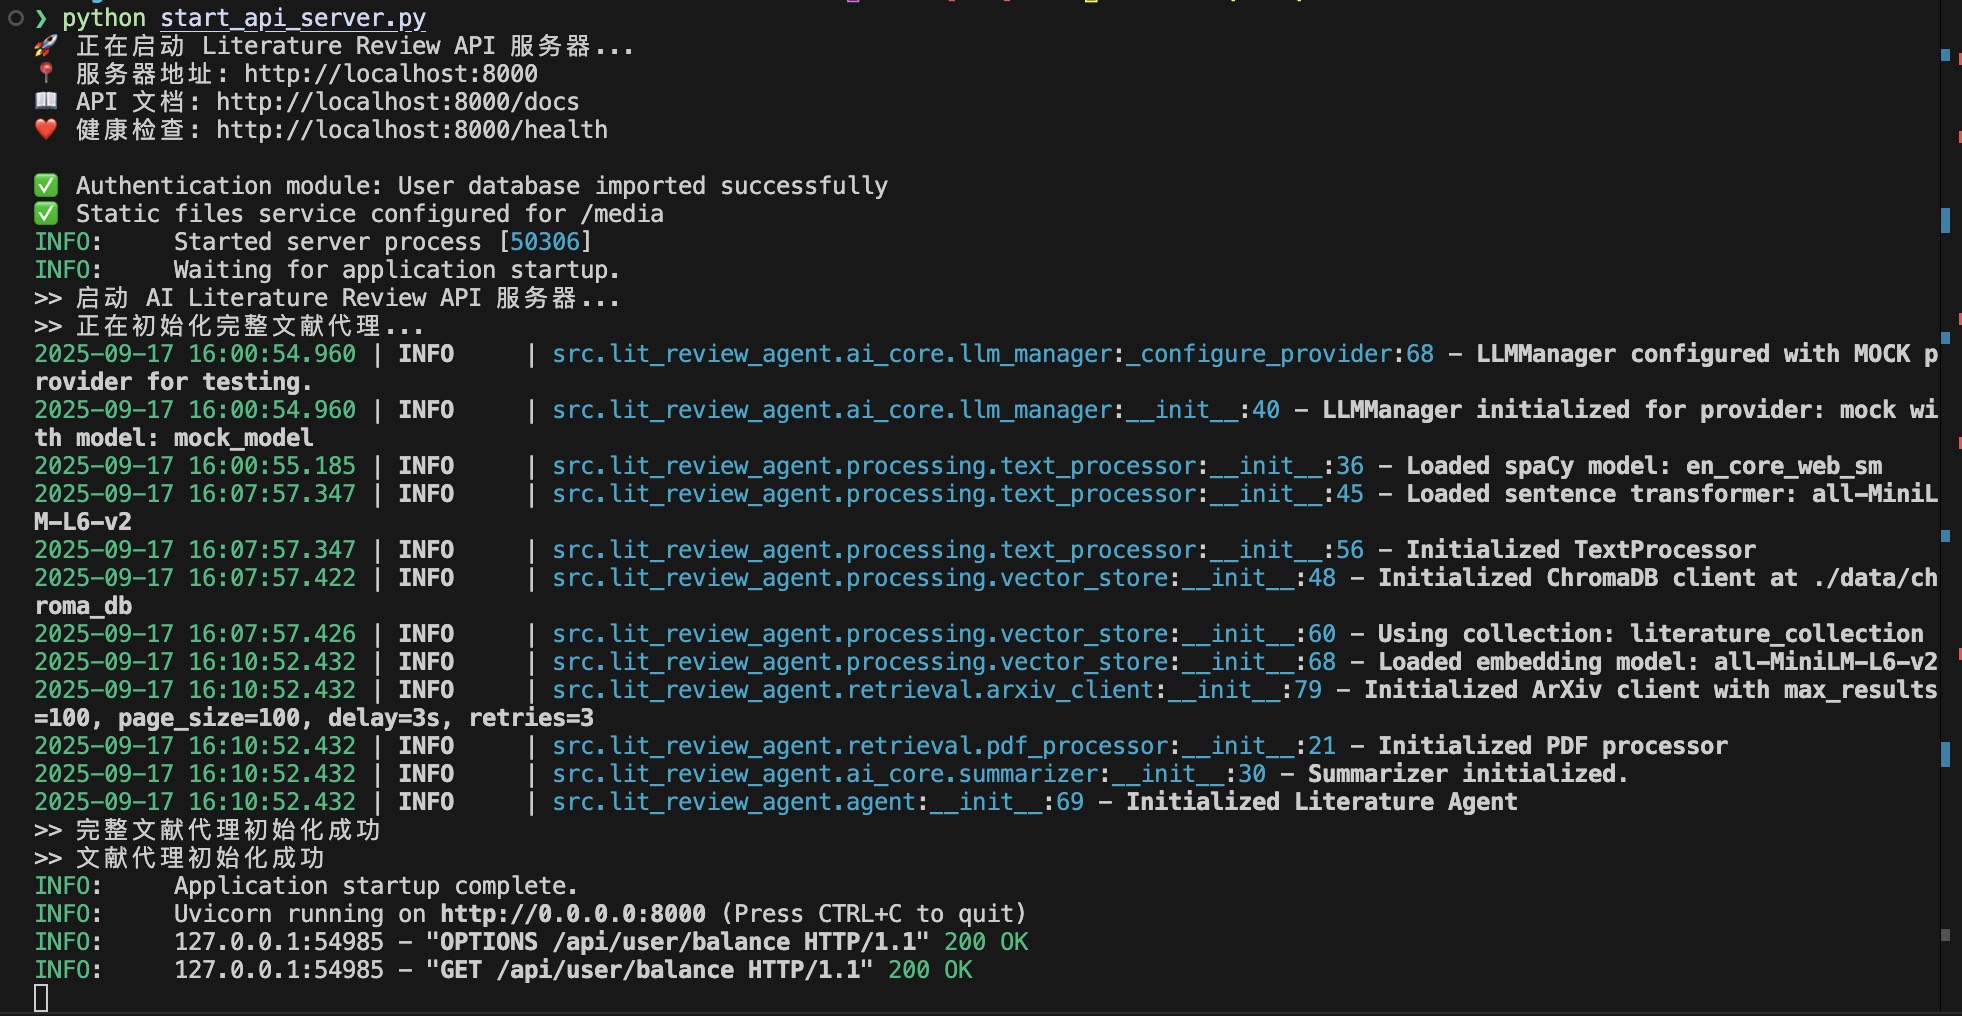 ❯ python start_api_server.py
🚀 正在启动 Literature Review API 服务器...
📍 服务器地址: http://localhost:8000
📖 API 文档: http://localhost:8000/docs
❤️ 健康检查: http://localhost:8000/health
✅ Authentication module: User database imported successfully
✅ Static files service configured for /media
INFO:     Started server process [50306]
INFO:     Waiting for application startup.
>> 启动 AI Literature Review API 服务器...
>> 正在初始化完整文献代理...
2025-09-17 16:00:54.960 | INFO     | src.lit_review_agent.ai_core.llm_manager:_configure_provider:68 - LLMManager configured with MOCK p
rovider for testing.
2025-09-17 16:00:54.960 | INFO     | src.lit_review_agent.ai_core.llm_manager:__init__:40 - LLMManager initialized for provider: mock wi
th model: mock_model
2025-09-17 16:00:55.185 | INFO     | src.lit_review_agent.processing.text_processor:__init__:36 - Loaded spaCy model: en_core_web_sm
2025-09-17 16:07:57.347 | INFO     | src.lit_review_agent.processing.text_processor:__init__:45 - Loaded sentence transformer: all-MiniL
M-L6-v2
2025-09-17 16:07:57.347 | INFO     | src.lit_review_agent.processing.text_processor:__init__:56 - Initialized TextProcessor
2025-09-17 16:07:57.422 | INFO     | src.lit_review_agent.processing.vector_store:__init__:48 - Initialized ChromaDB client at ./data/ch
roma_db
2025-09-17 16:07:57.426 | INFO     | src.lit_review_agent.processing.vector_store:__init__:60 - Using collection: literature_collection
2025-09-17 16:10:52.432 | INFO     | src.lit_review_agent.processing.vector_store:__init__:68 - Loaded embedding model: all-MiniLM-L6-v2
2025-09-17 16:10:52.432 | INFO     | src.lit_review_agent.retrieval.arxiv_client:__init__:79 - Initialized ArXiv client with max_results
=100, page_size=100, delay=3s, retries=3
2025-09-17 16:10:52.432 | INFO     | src.lit_review_agent.retrieval.pdf_processor:__init__:21 - Initialized PDF processor
2025-09-17 16:10:52.432 | INFO     | src.lit_review_agent.ai_core.summarizer:__init__:30 - Summarizer initialized.
2025-09-17 16:10:52.432 | INFO     | src.lit_review_agent.agent:__init__:69 - Initialized Literature Agent
>> 完整文献代理初始化成功
>> 文献代理初始化成功
INFO:     Application startup complete.
INFO:     Uvicorn running on http://0.0.0.0:8000 (Press CTRL+C to quit)
INFO:     127.0.0.1:54985 - "OPTIONS /api/user/balance HTTP/1.1" 200 OK
INFO:     127.0.0.1:54985 - "GET /api/user/balance HTTP/1.1" 200 OK